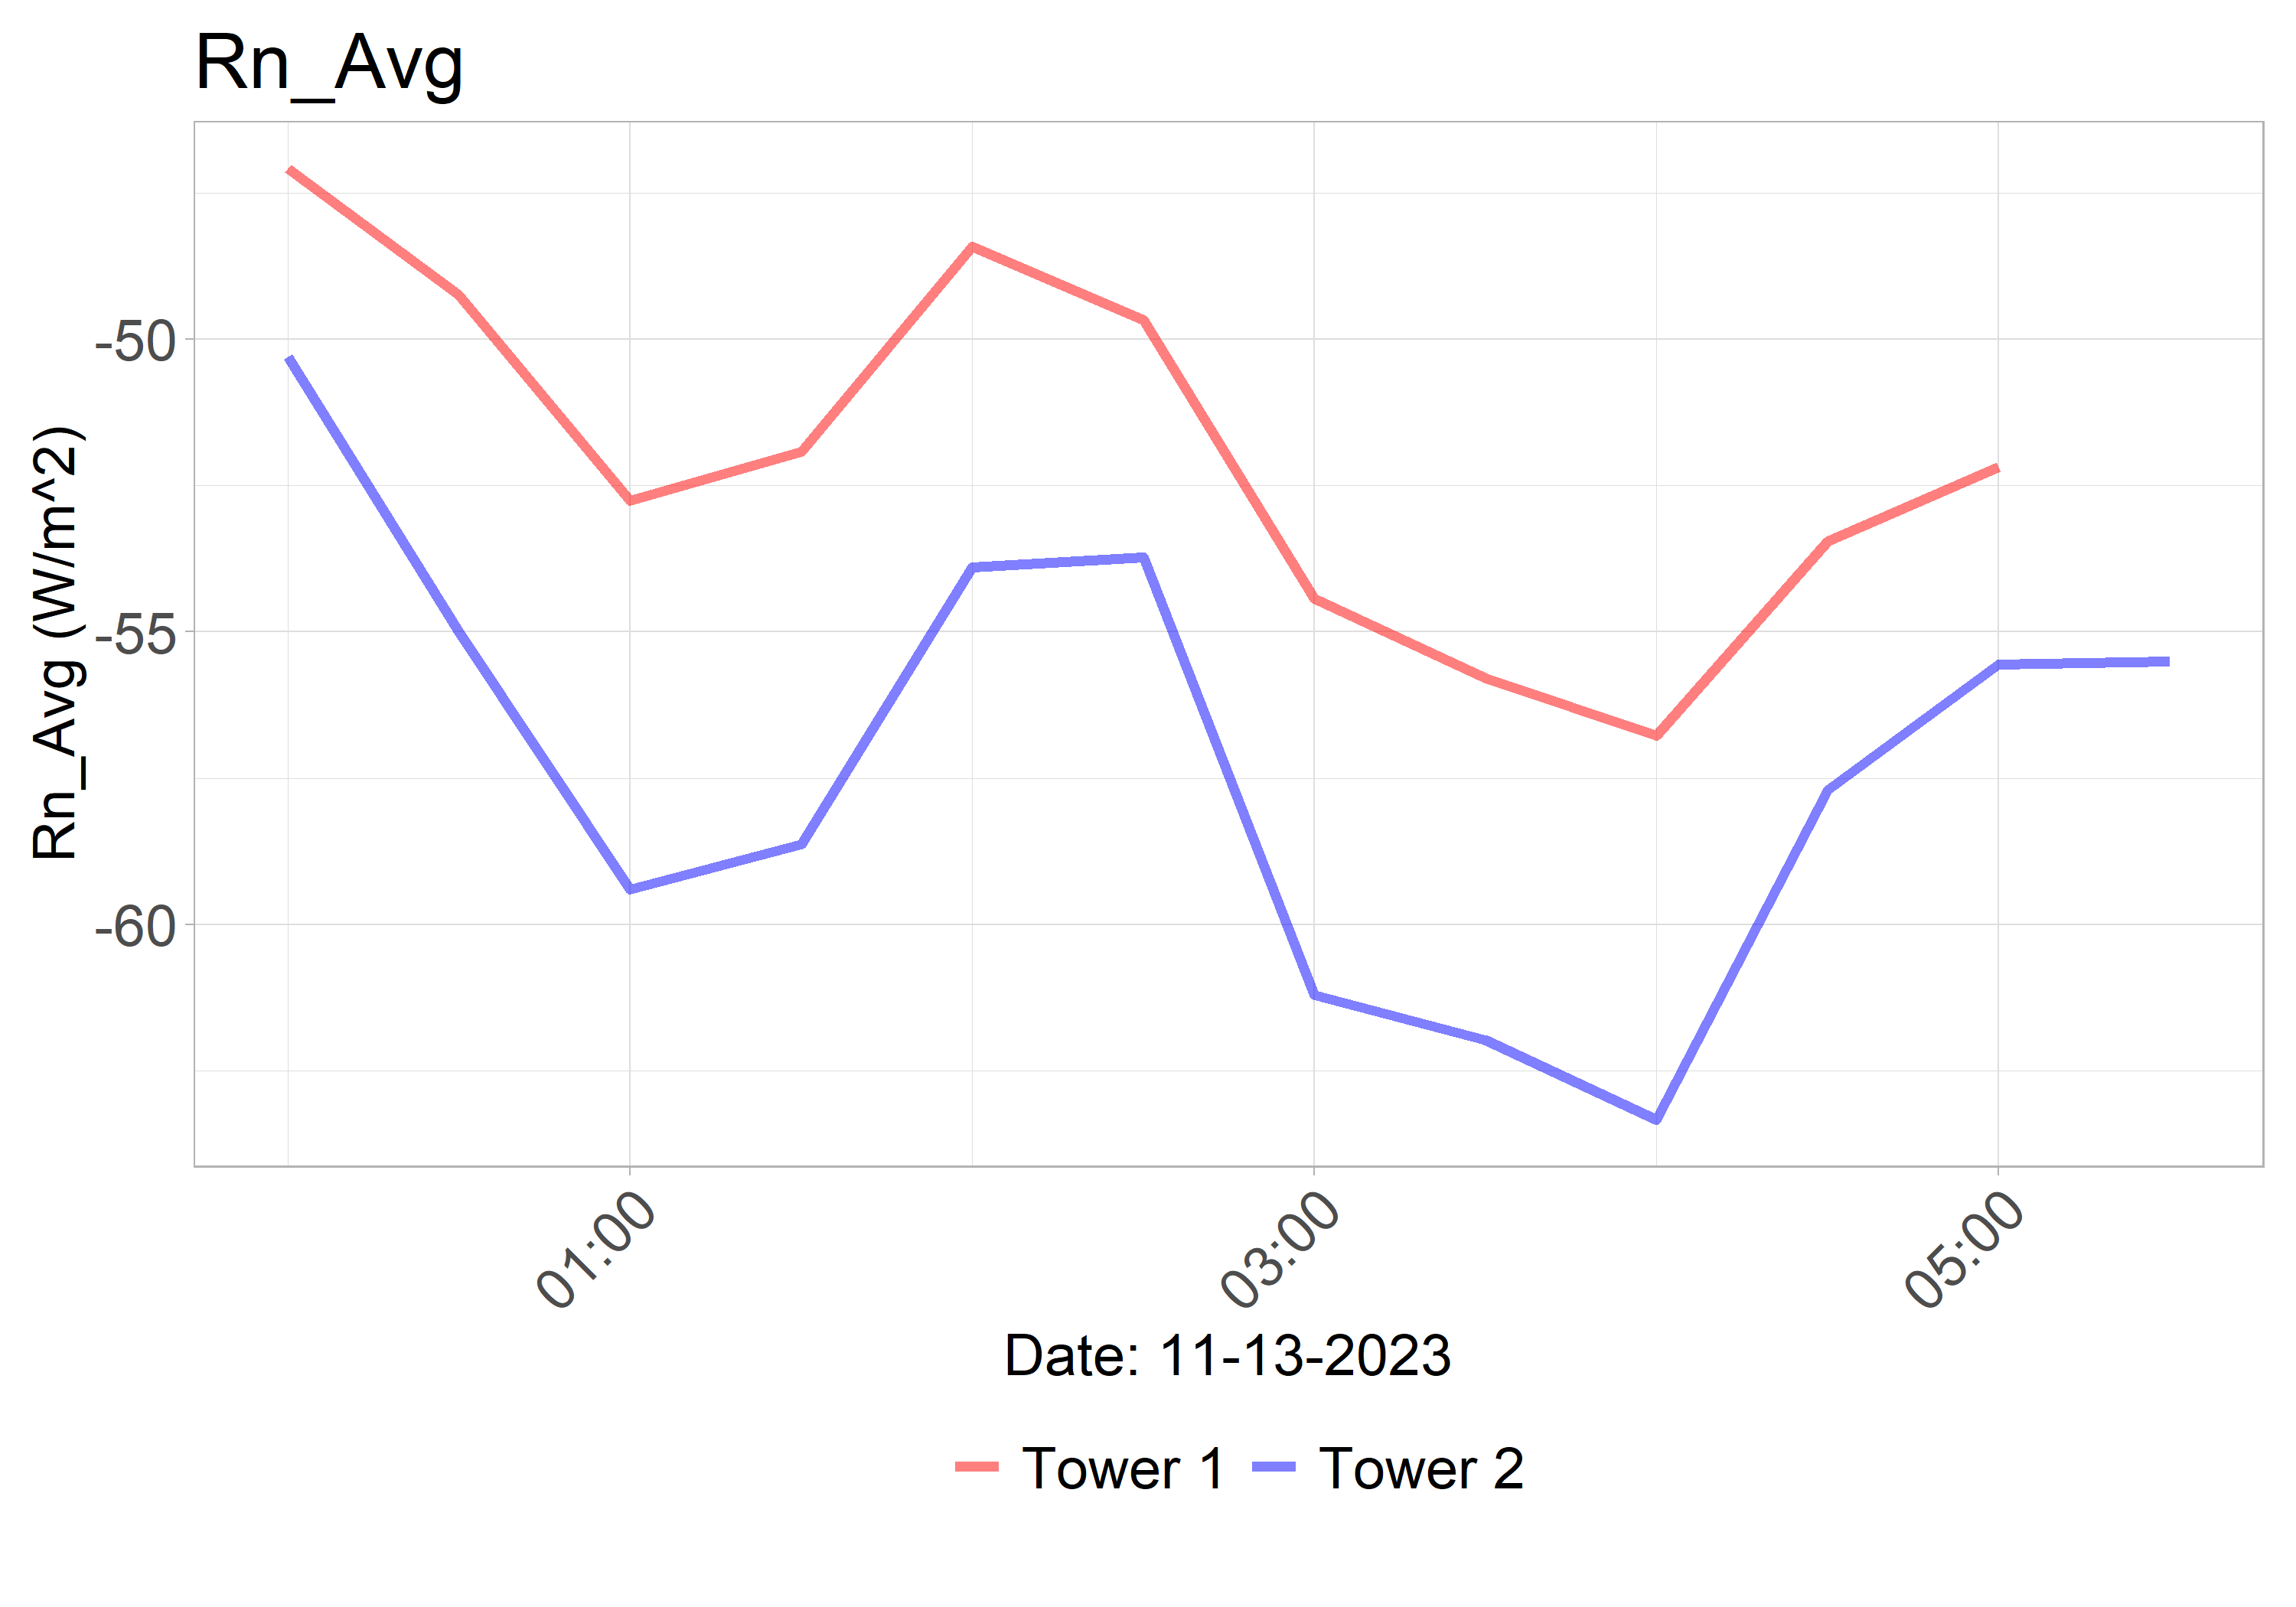 Rn_Avg
Rn_Avg (W/m^2)
-50
-55
-60
01:00
03:00
05:00
Date: 11-13-2023
Tower 1
Tower 2